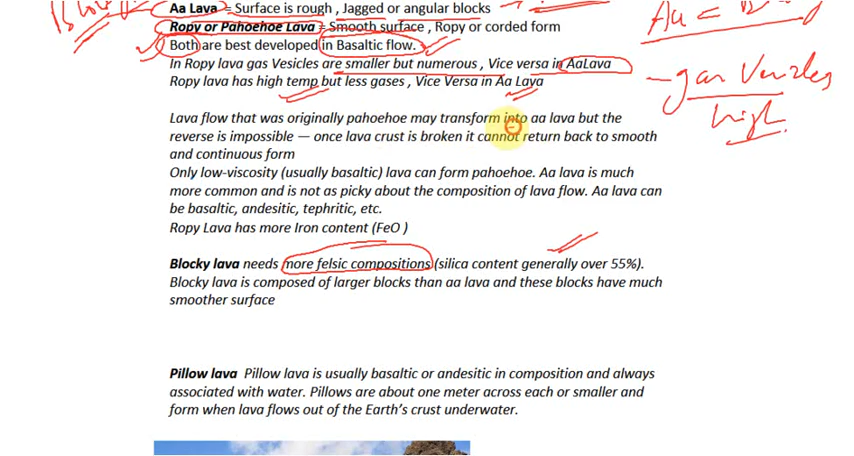 Aa Lava = Surface is rough , Jagged or angular blocks
Ropy or Pahoehoe Lava = Smooth surface , Ropy or corded form
Both are best developed in Basaltic flow.
In Ropy lava gas Vesicles are smaller but numerous , Vice versa in AaLava
Ropy lava has high temp but less gases , Vice Versa in Aa Lava
gas Vesicles
high
Lava flow that was originally pahoehoe may transform into aa lava but the
reverse is impossible — once lava crust is broken it cannot return back to smooth
and continuous form
Only low-viscosity (usually basaltic) lava can form pahoehoe. Aa lava is much
more common and is not as picky about the composition of lava flow. Aa lava can
be basaltic, andesitic, tephritic, etc.
Ropy Lava has more Iron content (FeO )
Blocky lava needs more felsic compositions (silica content generally over 55%).
Blocky lava is composed of larger blocks than aa lava and these blocks have much
smoother surface
Pillow lava Pillow lava is usually basaltic or andesitic in composition and always
associated with water. Pillows are about one meter across each or smaller and
form when lava flows out of the Earth's crust underwater.